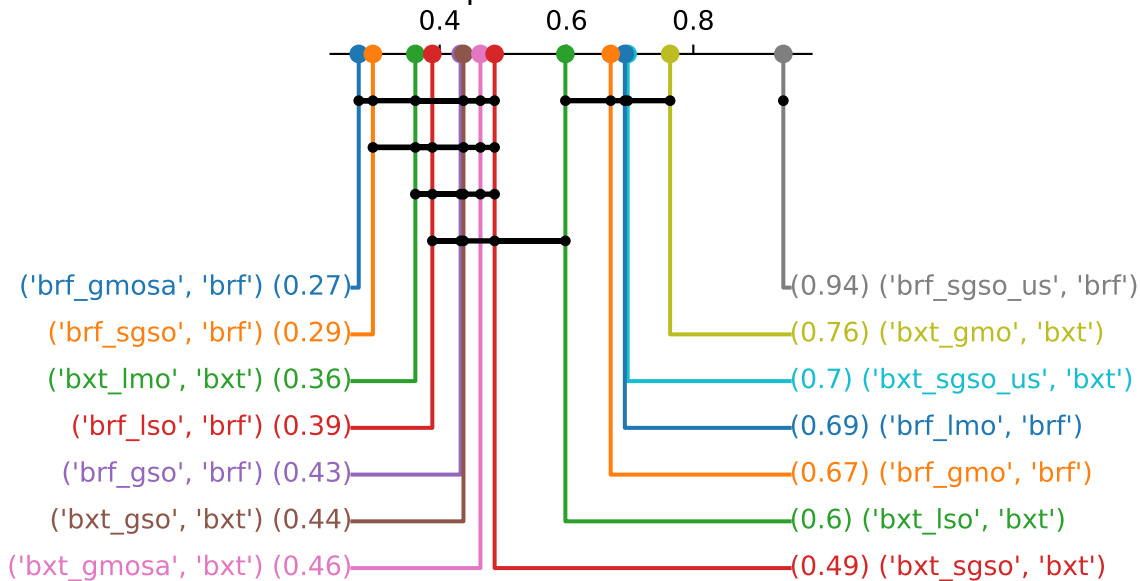 0.4 0.6 0.8
('brf_gmosa', 'brf') (0.27) (0.94) ('brf_sgso_us', 'brf')
('brf_sgso', 'brf') (0.29) (0.76) ('bxt_gmo', 'bxt')
('bxt_lmo', 'bxt') (0.36) (0.7) ('bxt_sgso_us', 'bxt')
('brf_lso', 'brf') (0.39) (0.69) ('brf_lmo', 'brf')
('brf_gso', 'brf') (0.43) (0.67) ('brf_gmo', 'brf')
('bxt_gso', 'bxt') (0.44) (0.6) ('bxt_lso', 'bxt')
('bxt_gmosa', 'bxt') (0.46) (0.49) ('bxt_sgso', 'bxt')